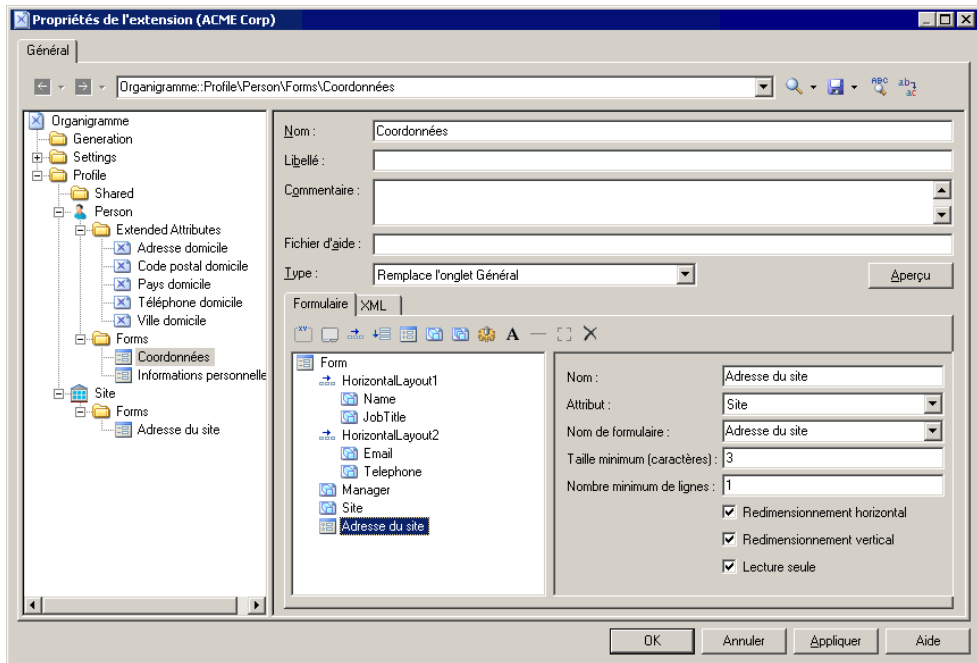 Propriétés de l'extension (ACME Corp)
Général
Organigramme::Profile\Person\Forms\Coordonnées
Organigramme
Generation
Settings
Profile
Shared
Person
Extended Attributes
Adresse domicile
Code postal domicile
Pays domicile
Téléphone domicile
Ville domicile
Forms
Coordonnées
Informations personnelle
Site
Forms
Adresse du site
Nom : Coordonnées
Libellé :
Commentaire :
Fichier d'aide :
Type : Remplace l'onglet Général Aperçu
Formulaire XML
Form
HorizontalLayout1
Name
JobTitle
HorizontalLayout2
Email
Telephone
Manager
Site
Adresse du site
Nom : Adresse du site
Attribut : Site
Nom de formulaire : Adresse du site
Taille minimum (caractères) : 3
Nombre minimum de lignes : 1
Redimensionnement horizontal
Redimensionnement vertical
Lecture seule
OK Annuler Appliquer Aide